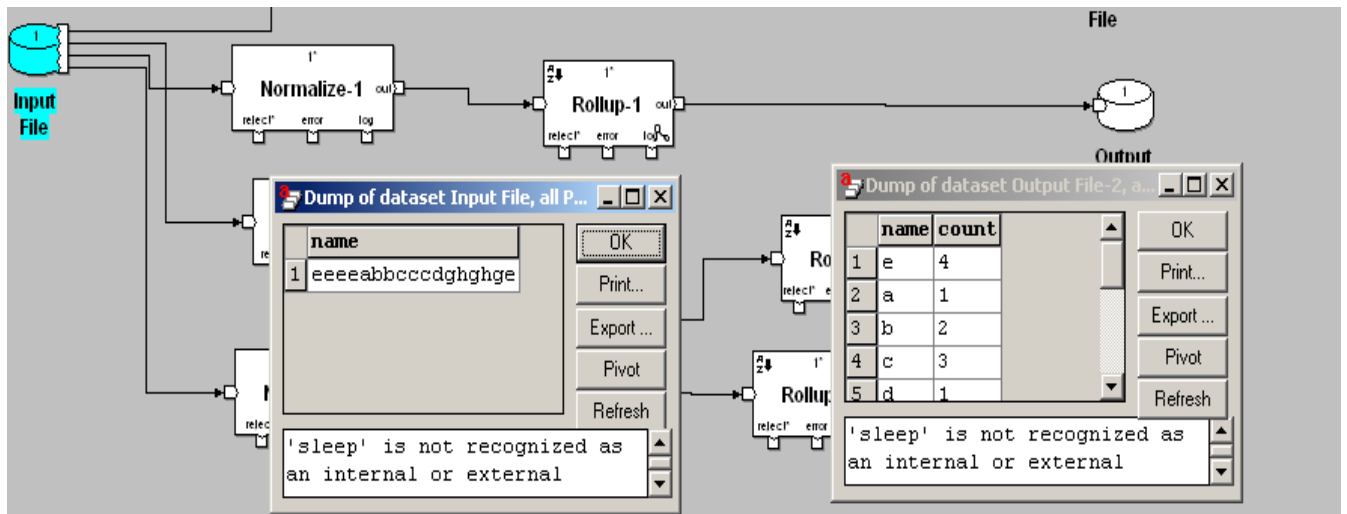 File
1
Input
File
1*
Normalize-1
out
reject*
error
log
1*
Rollup-1
out
reject*
error
log
1
Output
Dump of dataset Input File, all P...
name
1
eeeeabbcccdghghge
OK
Print...
Export ...
Pivot
Refresh
'sleep' is not recognized as
an internal or external
Dump of dataset Output File-2, a...
name count
1 e 4
2 a 1
3 b 2
4 c 3
5 d 1
OK
Print...
Export ...
Pivot
Refresh
'sleep' is not recognized as
an internal or external
reject*
1*
Rollup
reject*
error